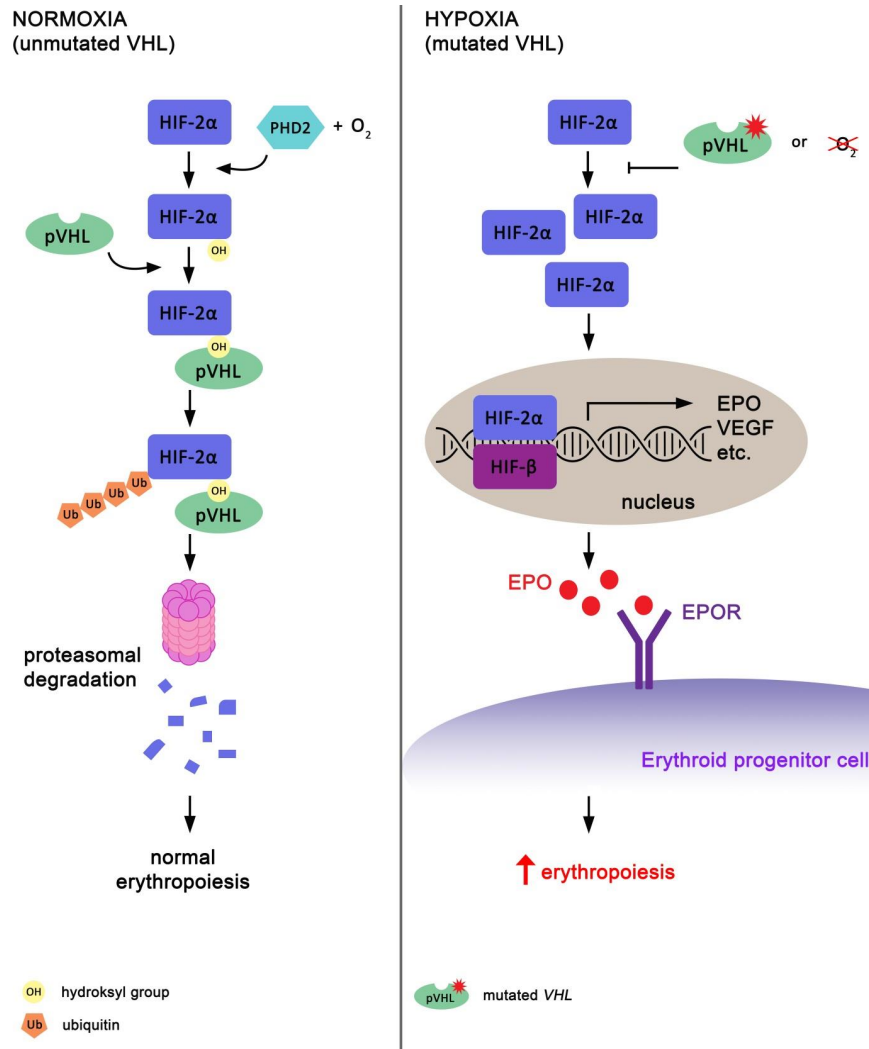 NORMOXIA
(unmutated VHL)
HIF-2α
PHD2
+ O₂
HIF-2α
OH
pVHL
HIF-2α
OH
pVHL
HIF-2α
Ub
Ub
Ub
Ub
OH
pVHL
proteasomal
degradation
normal
erythropoiesis
OH
hydroksyl group
Ub
ubiquitin
HYPOXIA
(mutated VHL)
HIF-2α
pVHL
or
O₂
HIF-2α
HIF-2α
HIF-2α
HIF-2α
HIF-β
EPO
VEGF
etc.
nucleus
EPO
EPOR
Erythroid progenitor cell
erythropoiesis
pVHL
mutated VHL